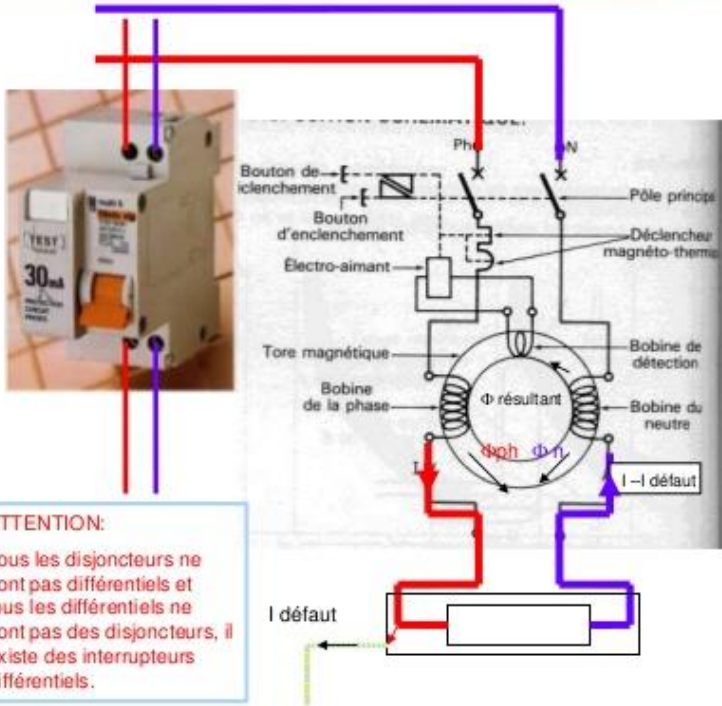 Ph
N
Bouton de
iclenchement
Bouton
d'enclenchement
Électro-aimant
Pôle princip
Déclencheu
magnéto-thermi
TEST
30mA
Tore magnétique
Bobine de
détection
Bobine
de la phase
Φ résultant
Bobine du
neutre
Φph Φ n
I
I –I défaut
TTENTION:
ous les disjoncteurs ne
ont pas différentiels et
ous les différentiels ne
ont pas des disjoncteurs, il
xiste des interrupteurs
ifférentiels.
I défaut